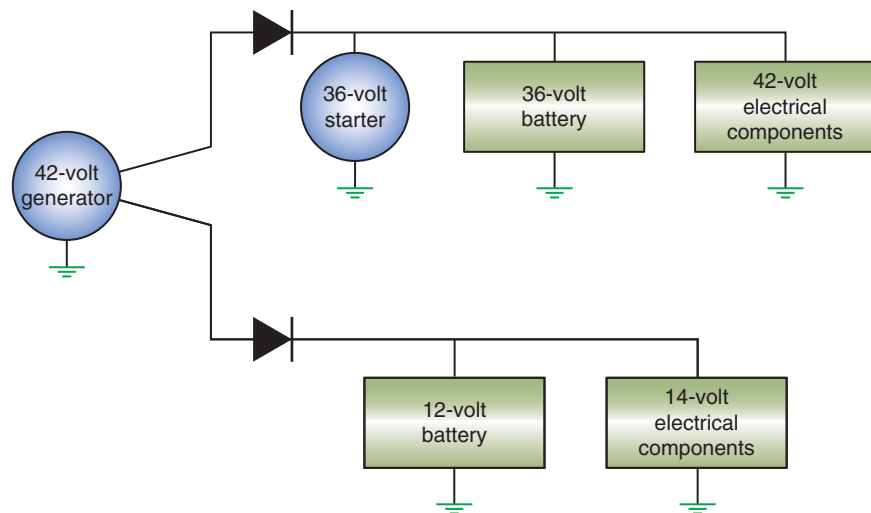 42-volt
generator
36-volt
starter
36-volt
battery
42-volt
electrical
components
12-volt
battery
14-volt
electrical
components